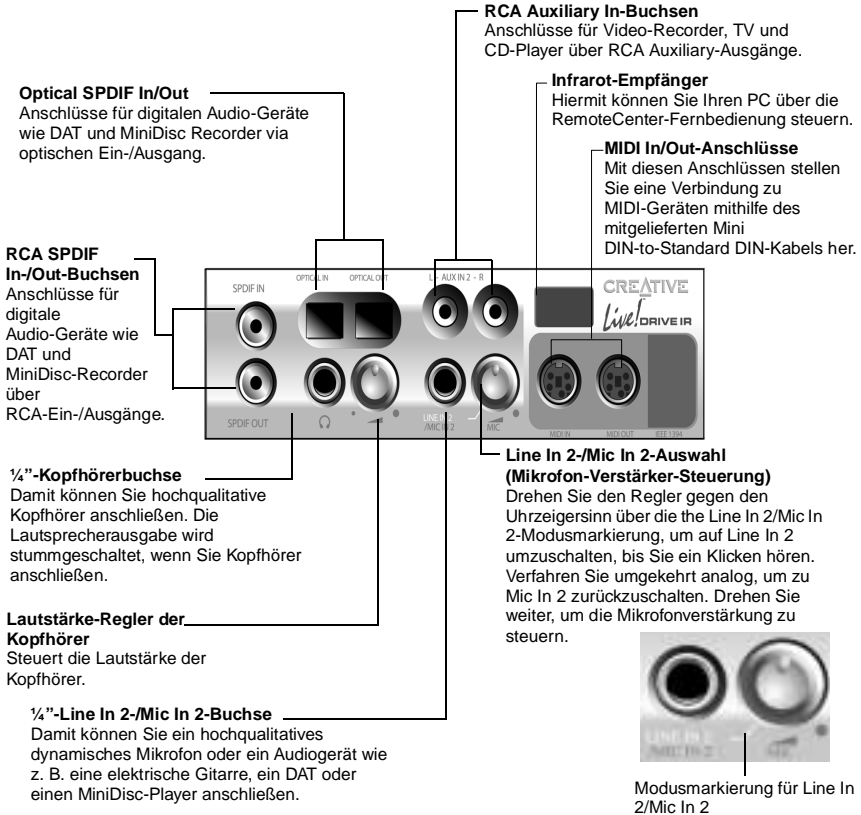 RCA Auxiliary In-Buchsen
Anschlüsse für Video-Recorder, TV und
CD-Player über RCA Auxiliary-Ausgänge.
Optical SPDIF In/Out
Anschlüsse für digitalen Audio-Geräte
wie DAT und MiniDisc Recorder via
optischen Ein-/Ausgang.
Infrarot-Empfänger
Hiermit können Sie Ihren PC über die
RemoteCenter-Fernbedienung steuern.
MIDI In/Out-Anschlüsse
Mit diesen Anschlüssen stellen
Sie eine Verbindung zu
MIDI-Geräten mithilfe des
mitgelieferten Mini
DIN-to-Standard DIN-Kabels her.
RCA SPDIF
In-/Out-Buchsen
Anschlüsse für
digitale
Audio-Geräte wie
DAT und
MiniDisc-Recorder
über
RCA-Ein-/Ausgänge.
SPDIF IN
OPTICAL IN
OPTICAL OUT
L - AUX IN 2 - R
CREATIVE
Live! DRIVE IR
SPDIF OUT
LINE IN 2
/MIC IN 2
MIC
MIDI IN
MIDI OUT
IEEE 1394
¼”-Kopfhörerbuchse
Damit können Sie hochqualitative
Kopfhörer anschließen. Die
Lautsprecherausgabe wird
stummgeschaltet, wenn Sie Kopfhörer
anschließen.
Lautstärke-Regler der
Kopfhörer
Steuert die Lautstärke der
Kopfhörer.
¼”-Line In 2-/Mic In 2-Buchse
Damit können Sie ein hochqualitatives
dynamisches Mikrofon oder ein Audiogerät wie
z. B. eine elektrische Gitarre, ein DAT oder
einen MiniDisc-Player anschließen.
Line In 2-/Mic In 2-Auswahl
(Mikrofon-Verstärker-Steuerung)
Drehen Sie den Regler gegen den
Uhrzeigersinn über die the Line In 2/Mic In
2-Modusmarkierung, um auf Line In 2
umzuschalten, bis Sie ein Klicken hören.
Verfahren Sie umgekehrt analog, um zu
Mic In 2 zurückzuschalten. Drehen Sie
weiter, um die Mikrofonverstärkung zu
steuern.
LINE IN 2
/MIC IN 2
MIC
Modusmarkierung für Line In
2/Mic In 2